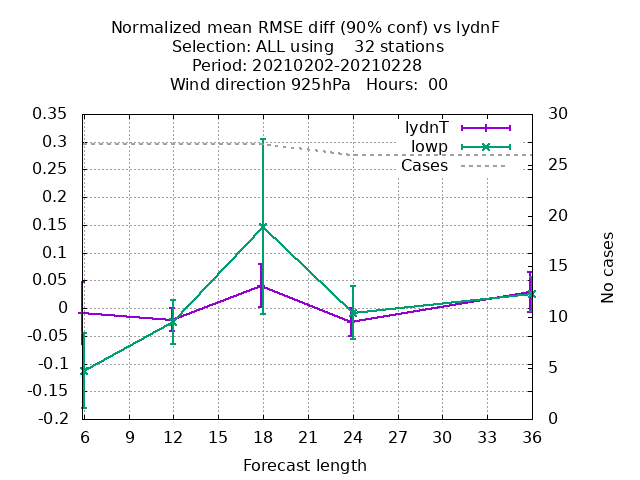 Normalized mean RMSE diff (90% conf) vs lydnF
Selection: ALL using    32 stations
Period: 20210202-20210228
Wind direction 925hPa   Hours:  00
0.35
0.3
0.25
0.2
0.15
0.1
0.05
0
-0.05
-0.1
-0.15
-0.2
30
25
20
15
10
5
0
lydnT
lowp
Cases
No cases
6 9 12 15 18 21 24 27 30 33 36
Forecast length